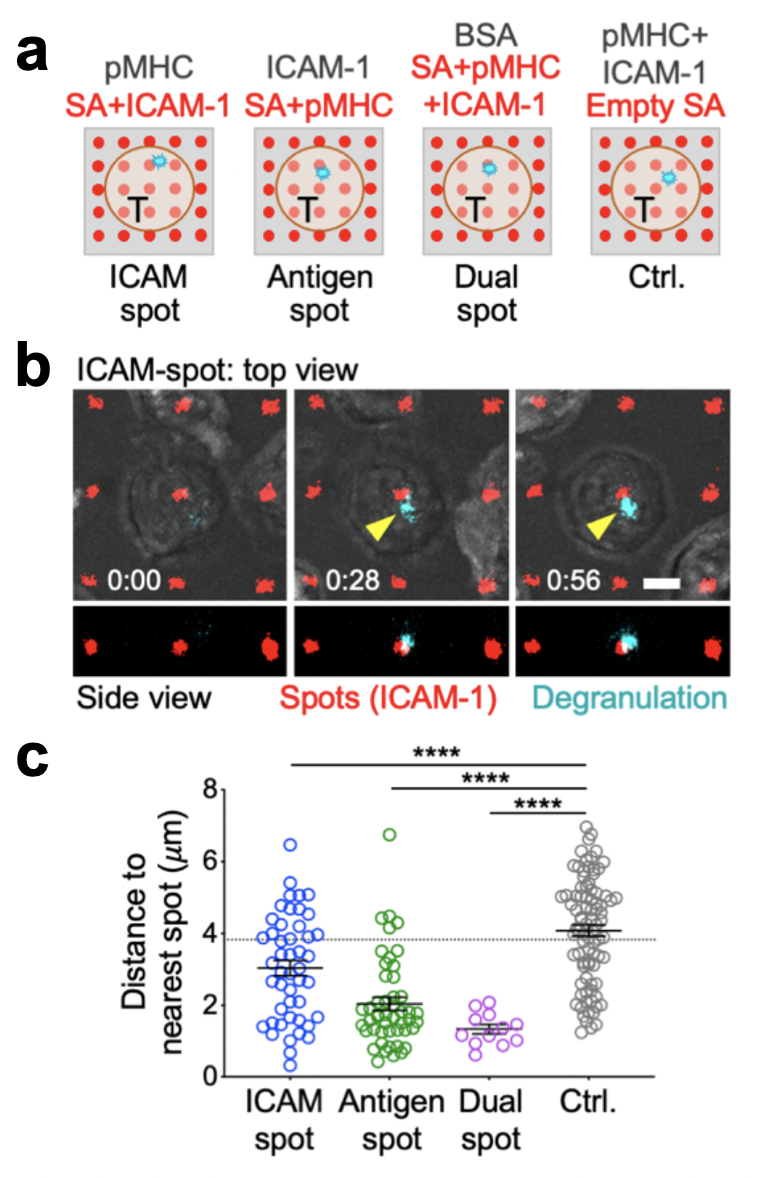 a
pMHC
SA+ICAM-1
ICAM-1
SA+pMHC
BSA
SA+pMHC
+ICAM-1
pMHC+
ICAM-1
Empty SA
T
T
T
T
ICAM
spot
Antigen
spot
Dual
spot
Ctrl.
b
ICAM-spot: top view
0:00
0:28
0:56
Side view
Spots (ICAM-1)
Degranulation
c
****
****
****
Distance to
nearest spot (μm)
8
6
4
2
0
ICAM
spot
Antigen
spot
Dual
spot
Ctrl.